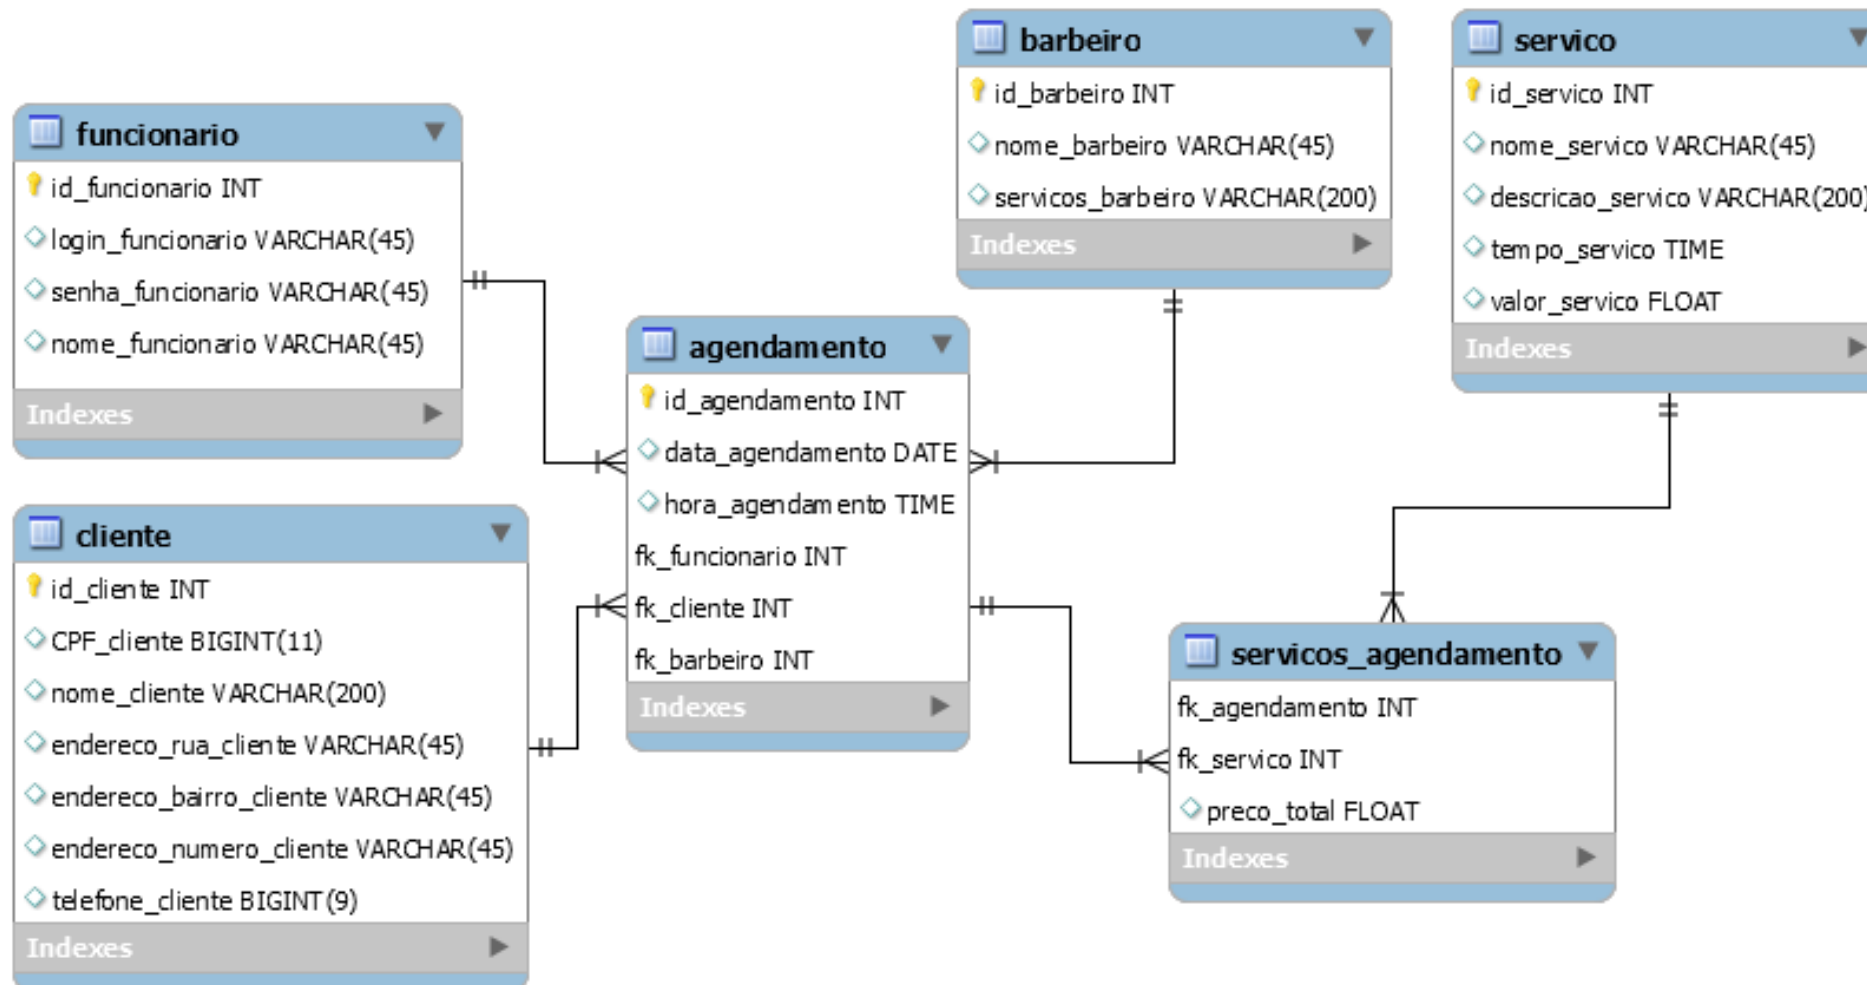 funcionario
id_funcionario INT
login_funcionario VARCHAR(45)
senha_funcionario VARCHAR(45)
nome_funcionario VARCHAR(45)
Indexes
cliente
id_cliente INT
CPF_cliente BIGINT(11)
nome_cliente VARCHAR(200)
endereco_rua_cliente VARCHAR(45)
endereco_bairro_cliente VARCHAR(45)
endereco_numero_cliente VARCHAR(45)
telefone_cliente BIGINT(9)
Indexes
agendamento
id_agendamento INT
data_agendamento DATE
hora_agendamento TIME
fk_funcionario INT
fk_cliente INT
fk_barbeiro INT
Indexes
barbeiro
id_barbeiro INT
nome_barbeiro VARCHAR(45)
servicos_barbeiro VARCHAR(200)
Indexes
servico
id_servico INT
nome_servico VARCHAR(45)
descricao_servico VARCHAR(200)
tempo_servico TIME
valor_servico FLOAT
Indexes
servicos_agendamento
fk_agendamento INT
fk_servico INT
preco_total FLOAT
Indexes